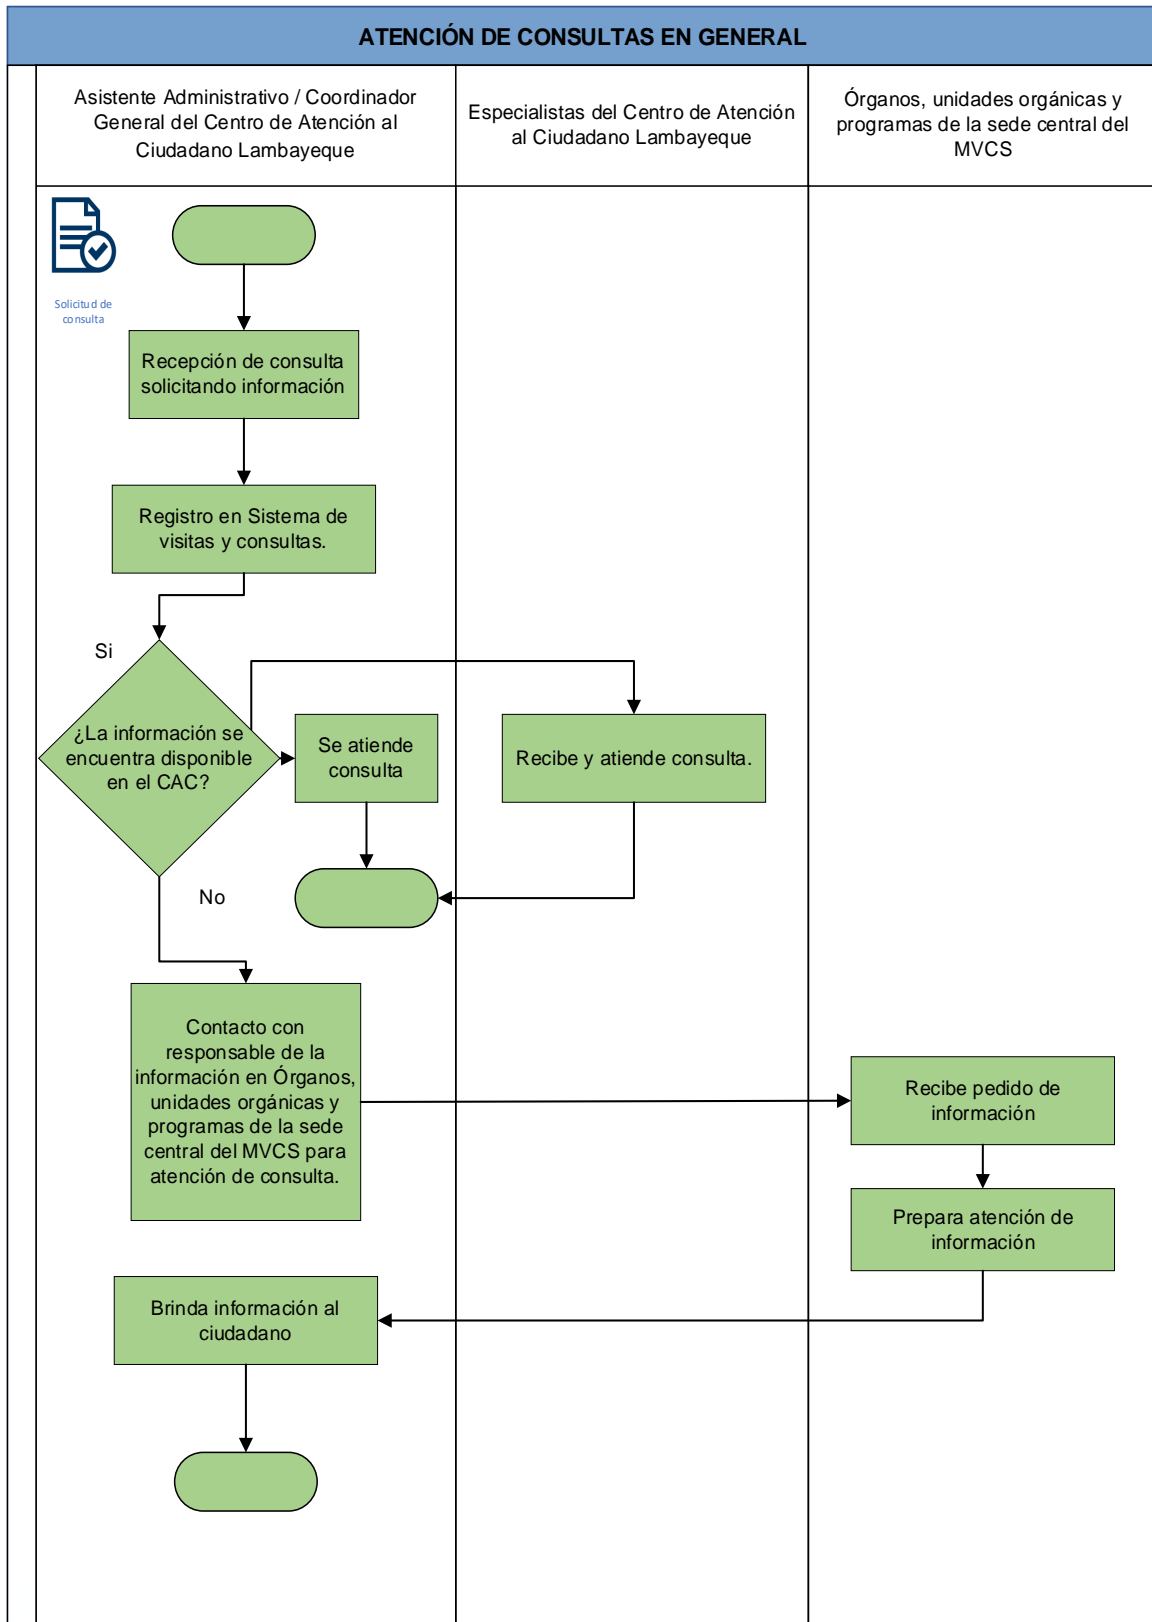 ATENCIÓN DE CONSULTAS EN GENERAL
Asistente Administrativo / Coordinador
General del Centro de Atención al
Ciudadano Lambayeque
Especialistas del Centro de Atención
al Ciudadano Lambayeque
Órganos, unidades orgánicas y
programas de la sede central del
MVCS
Solicitud de
consulta
Recepción de consulta
solicitando información
Registro en Sistema de
visitas y consultas.
Si
¿La información se
encuentra disponible
en el CAC?
Se atiende
consulta
Recibe y atiende consulta.
No
Contacto con
responsable de la
información en Órganos,
unidades orgánicas y
programas de la sede
central del MVCS para
atención de consulta.
Recibe pedido de
información
Prepara atención de
información
Brinda información al
ciudadano